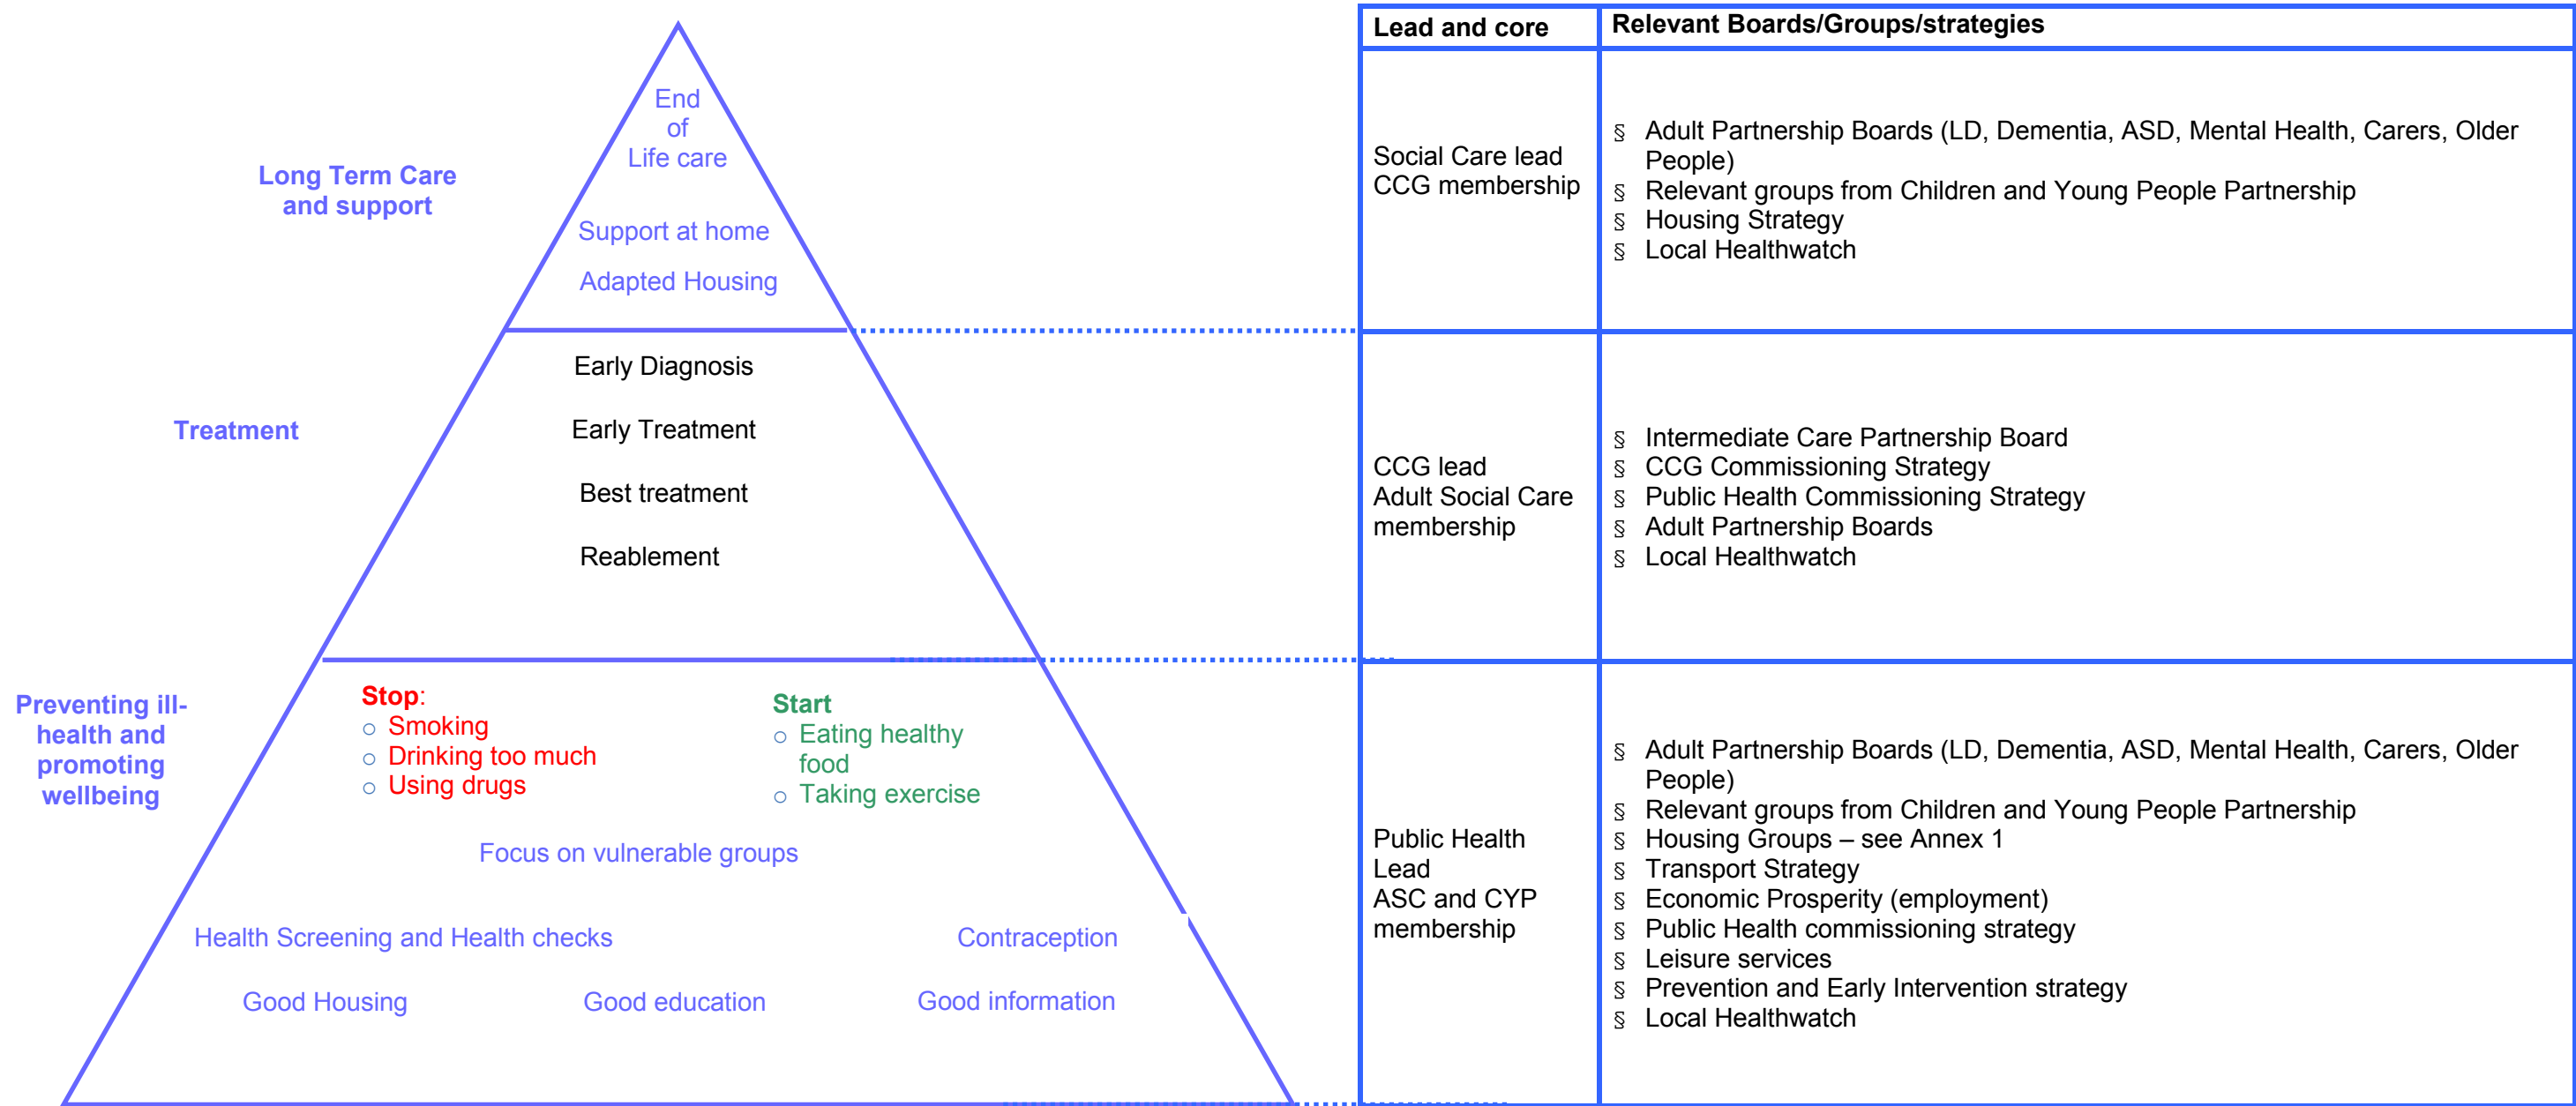 End
of
Life care
Long Term Care
and support
Support at home
Adapted Housing
Early Diagnosis
Treatment
Early Treatment
Best treatment
Reablement
Preventing ill-
health and
promoting
wellbeing
Stop:
o Smoking
o Drinking too much
o Using drugs
Start
o Eating healthy
food
o Taking exercise
Focus on vulnerable groups
Health Screening and Health checks
Contraception
Good Housing
Good education
Good information
Lead and core
Relevant Boards/Groups/strategies
Social Care lead
CCG membership
§ Adult Partnership Boards (LD, Dementia, ASD, Mental Health, Carers, Older
People)
§ Relevant groups from Children and Young People Partnership
§ Housing Strategy
§ Local Healthwatch
CCG lead
Adult Social Care
membership
§ Intermediate Care Partnership Board
§ CCG Commissioning Strategy
§ Public Health Commissioning Strategy
§ Adult Partnership Boards
§ Local Healthwatch
Public Health
Lead
ASC and CYP
membership
§ Adult Partnership Boards (LD, Dementia, ASD, Mental Health, Carers, Older
People)
§ Relevant groups from Children and Young People Partnership
§ Housing Groups – see Annex 1
§ Transport Strategy
§ Economic Prosperity (employment)
§ Public Health commissioning strategy
§ Leisure services
§ Prevention and Early Intervention strategy
§ Local Healthwatch